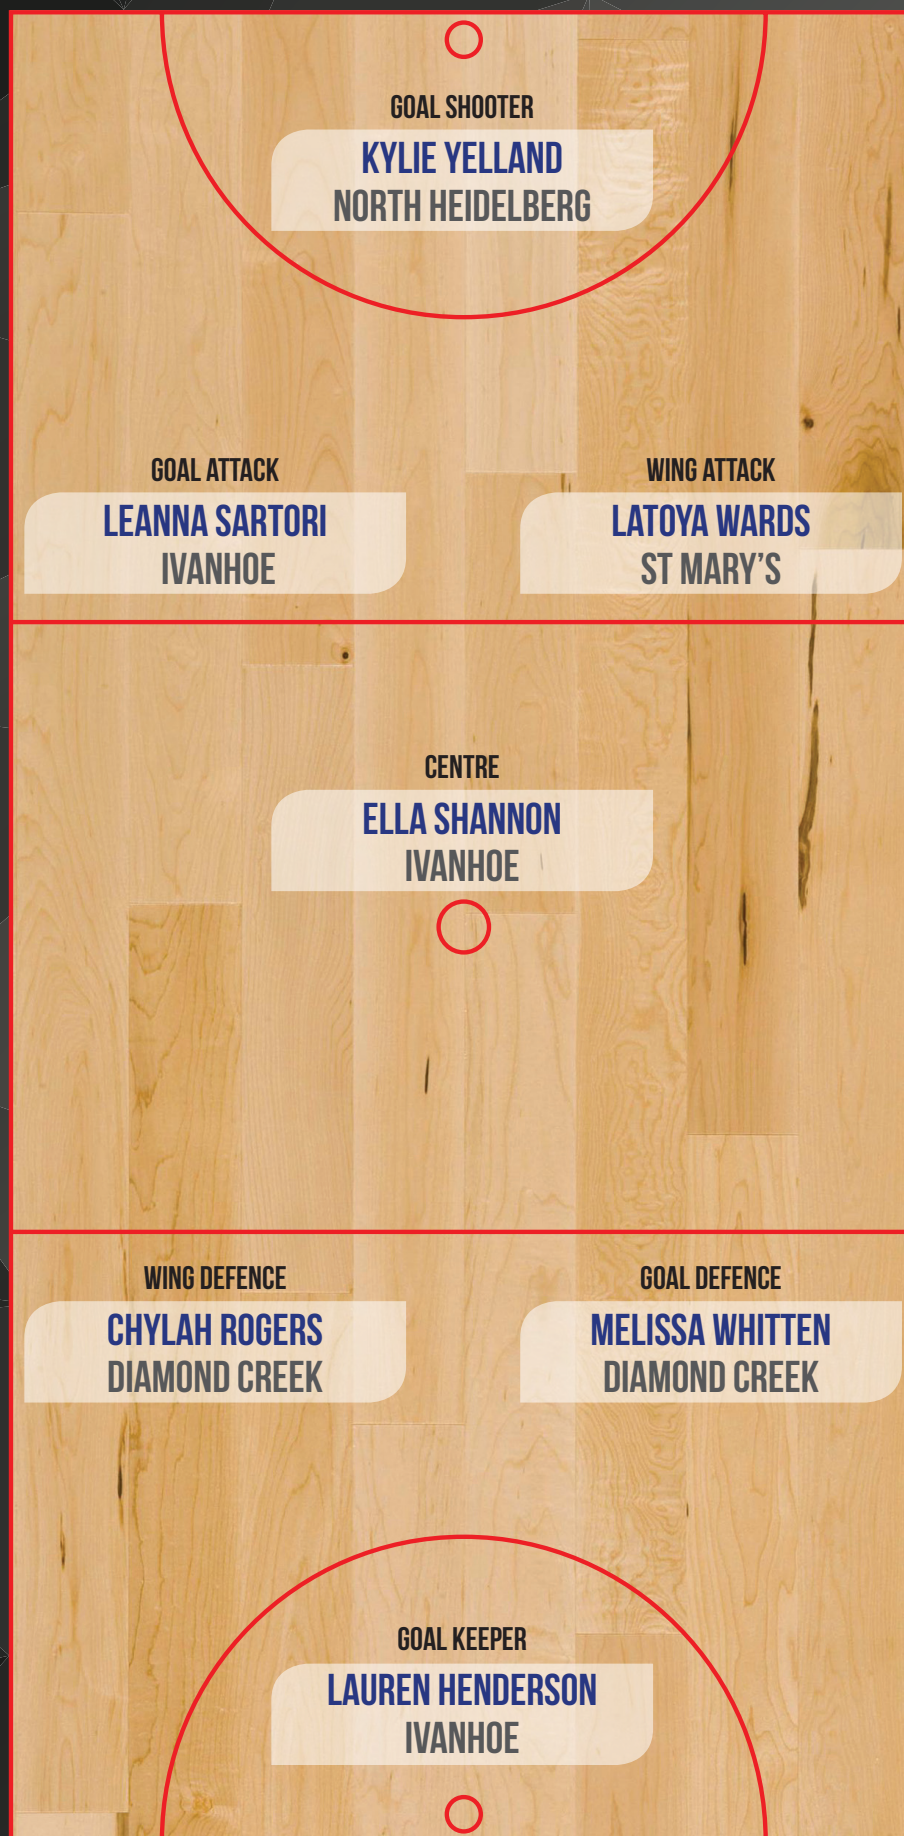 GOAL SHOOTER
KYLIE YELLAND
NORTH HEIDELBERG
GOAL ATTACK
LEANNA SARTORI
IVANHOE
WING ATTACK
LATOYA WARDS
ST MARY’S
CENTRE
ELLA SHANNON
IVANHOE
WING DEFENCE
CHYLAH ROGERS
DIAMOND CREEK
GOAL DEFENCE
MELISSA WHITTEN
DIAMOND CREEK
GOAL KEEPER
LAUREN HENDERSON
IVANHOE